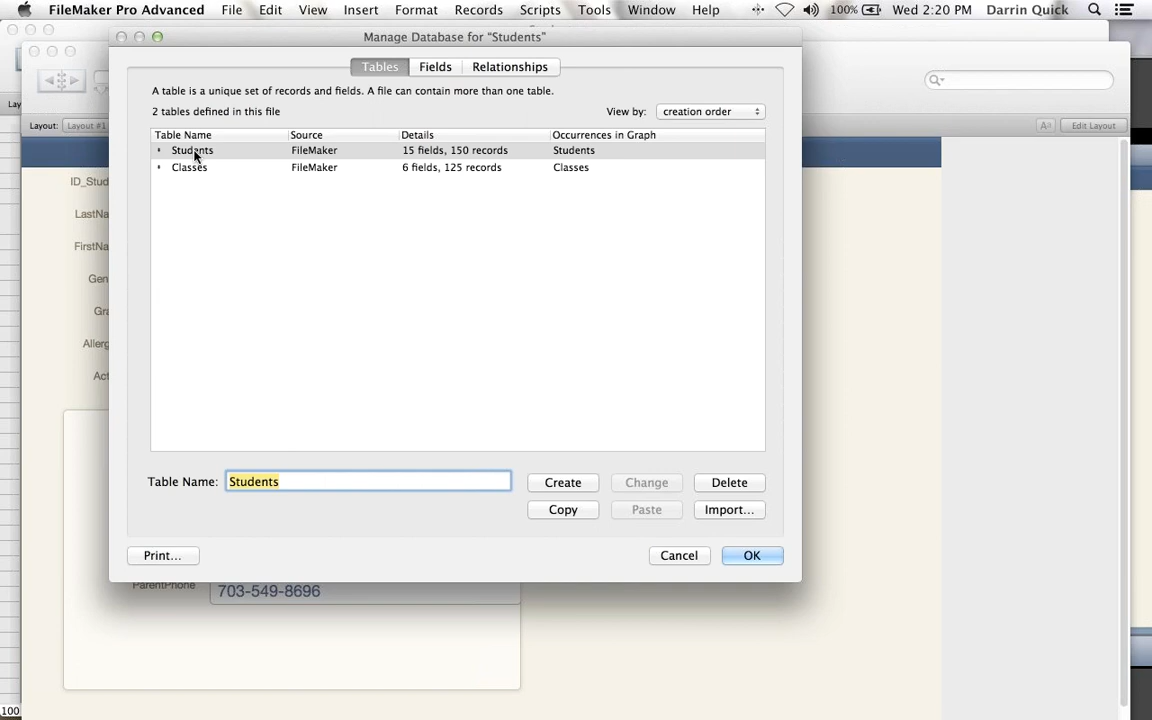 FileMaker Pro Advanced File Edit View Insert Format Records Scripts Tools Window Help 100% Wed 2:20 PM Darrin Quick
Manage Database for "Students"
Tables Fields Relationships
A table is a unique set of records and fields. A file can contain more than one table.
2 tables defined in this file View by: creation order
Lay
Layout: Layout #1 Aa Edit Layout
Table Name Source Details Occurrences in Graph
Students FileMaker 15 fields, 150 records Students
Classes FileMaker 6 fields, 125 records Classes
ID_Stud
LastNa
FirstNa
Gen
Gra
Allerg
Act
Table Name: Students Create Change Delete
Copy Paste Import...
Print... Cancel OK
ParentPhone 703-549-8696
100